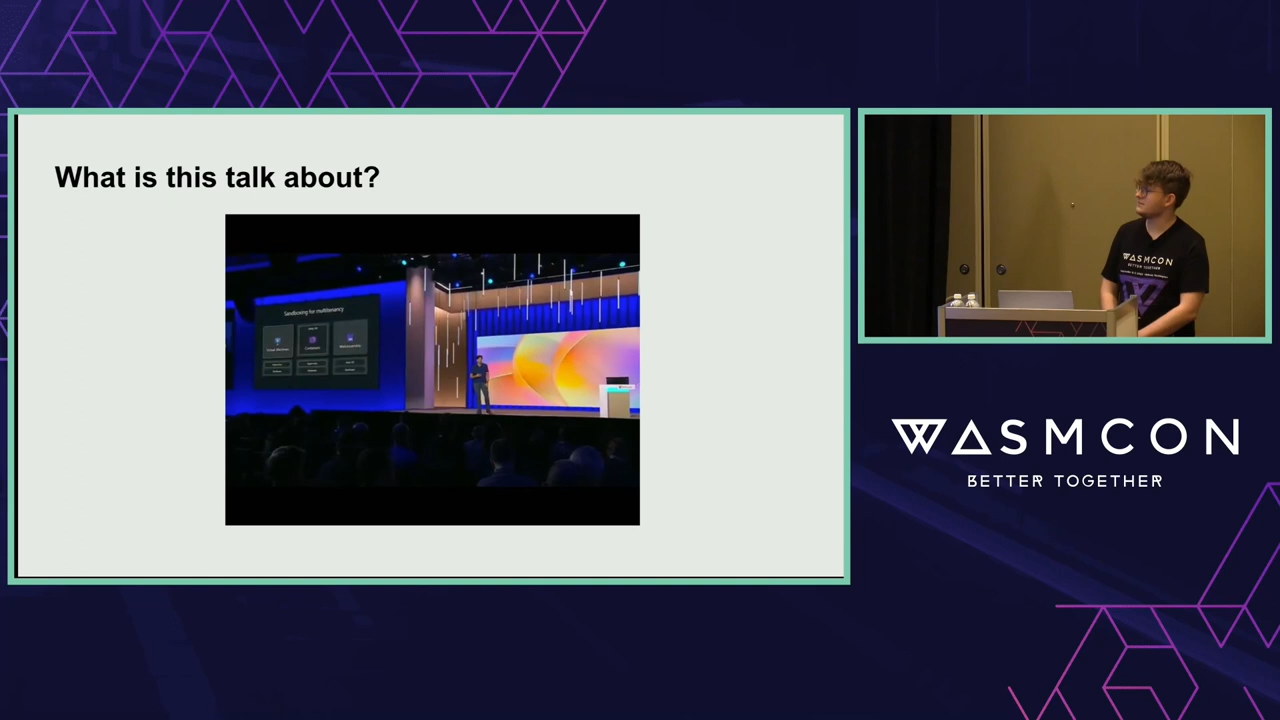 What is this talk about?
Sandboxing for multitenancy
WASMCON
BETTER TOGETHER
WASMCON
BETTER TOGETHER